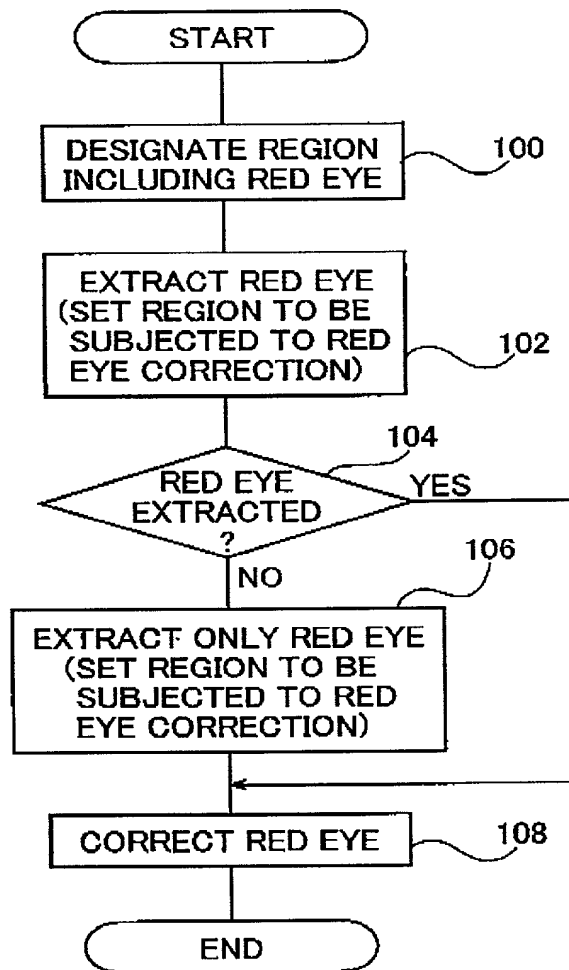 START
DESIGNATE REGION
INCLUDING RED EYE
100
EXTRACT RED EYE
(SET REGION TO BE
SUBJECTED TO RED
EYE CORRECTION)
102
104
RED EYE
EXTRACTED
?
YES
NO
106
EXTRACT ONLY RED EYE
(SET REGION TO BE
SUBJECTED TO RED
EYE CORRECTION)
CORRECT RED EYE
108
END